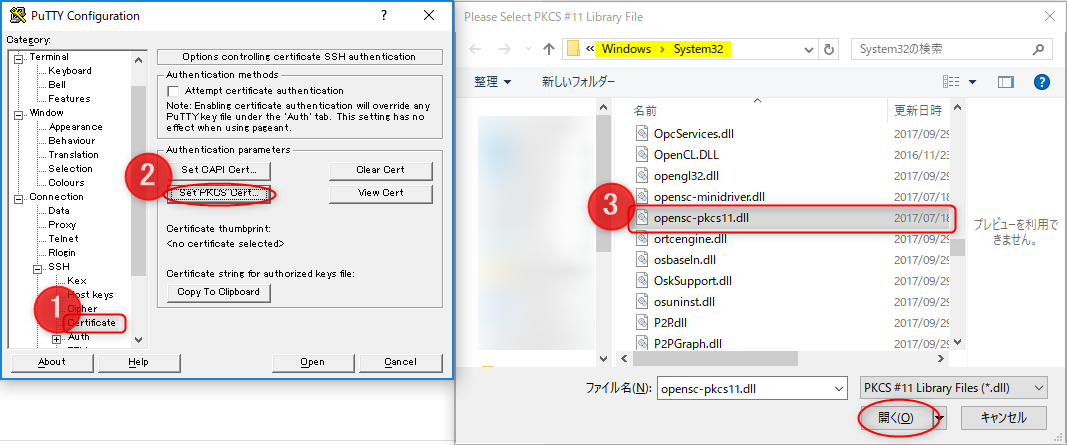 PuTTY Configuration
?
Category:
Terminal
Keyboard
Bell
Features
Window
Appearance
Behaviour
Translation
Selection
Colours
Connection
Data
Proxy
Telnet
Rlogin
SSH
Kex
Host keys
Cipher
Certificate
Auth
Options controlling certificate SSH authentication
Authentication methods
Attempt certificate authentication
Note: Enabling certificate authentication will override any
PuTTY key file under the 'Auth' tab. This setting has no
effect when using pageant.
Authentication parameters
Set CAPI Cert...
Clear Cert
Set PKCS Cert...
View Cert
Certificate thumbprint:
<no certificate selected>
Certificate string for authorized keys file:
Copy To Clipboard
About
Help
Open
Cancel
1
2
Please Select PKCS #11 Library File
« Windows › System32
System32の検索
整理
新しいフォルダー
?
名前
更新日時
OpcServices.dll 2017/09/29
OpenCL.DLL 2016/11/23
opengl32.dll 2017/09/29
opensc-minidriver.dll 2017/07/18
3
opensc-pkcs11.dll 2017/07/18
ortcengine.dll 2017/09/29
osbaseln.dll 2017/09/29
OskSupport.dll 2017/09/29
osuninst.dll 2017/09/29
P2P.dll 2017/09/29
P2PGraph.dll 2017/09/29
プレビューを利用で
きません。
ファイル名(N):
opensc-pkcs11.dll
PKCS #11 Library Files (*.dll)
開く(O)
キャンセル